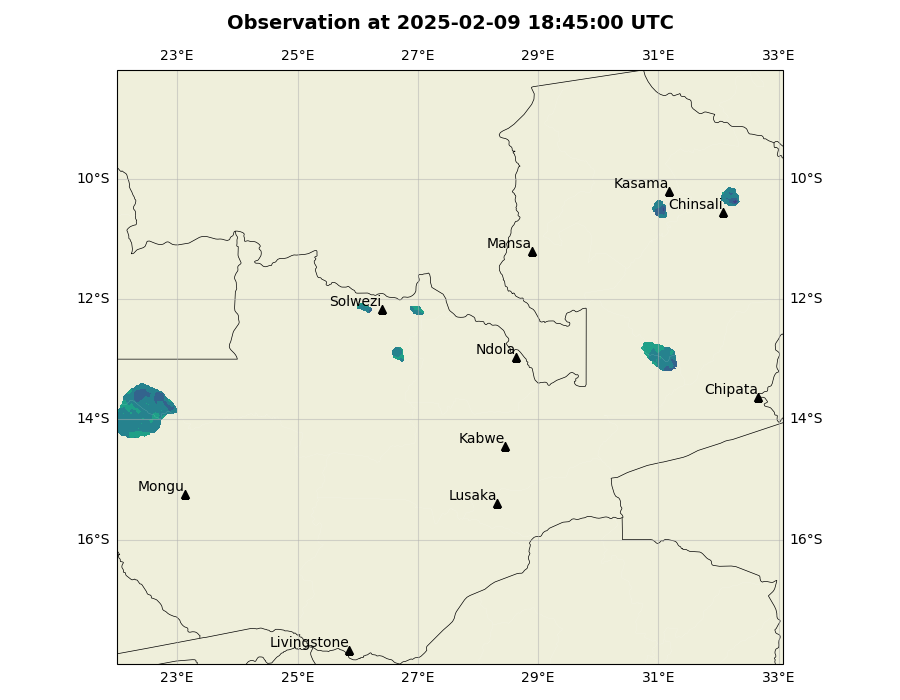 Observation at 2025-02-09 18:45:00 UTC
23°E 25°E 27°E 29°E 31°E 33°E
10°S 10°S
Kasama
Chinsali
Mansa
12°S 12°S
Solwezi
Ndola
Chipata
14°S 14°S
Kabwe
Mongu
Lusaka
16°S 16°S
Livingstone
23°E 25°E 27°E 29°E 31°E 33°E